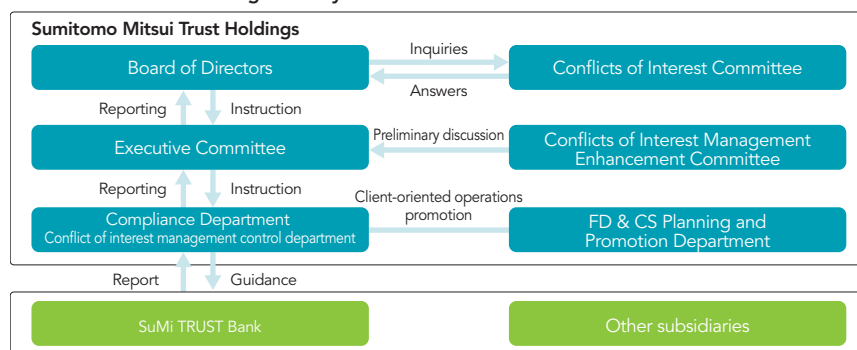 Sumitomo Mitsui Trust Holdings
Board of Directors
Inquiries
Answers
Conflicts of Interest Committee
Reporting
Instruction
Executive Committee
Preliminary discussion
Conflicts of Interest Management
Enhancement Committee
Reporting
Instruction
Compliance Department
Conflict of interest management control department
Client-oriented operations
promotion
FD & CS Planning and
Promotion Department
Report
Guidance
SuMi TRUST Bank
Other subsidiaries